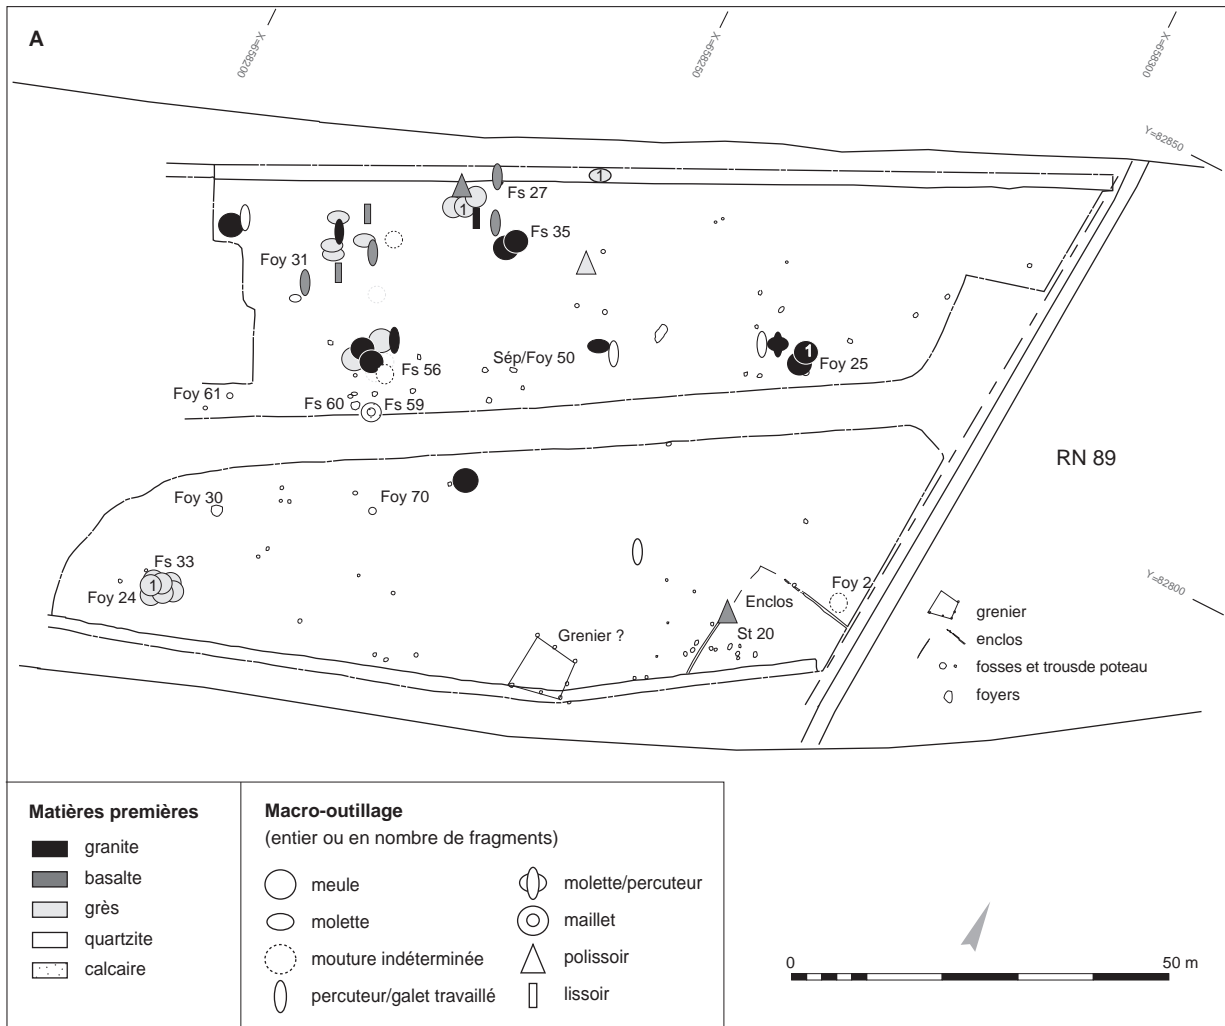 A
X=658200
X=658250
X=658300
Y=82850
1
Fs 27
1
Fs 35
Foy 31
Sép/Foy 50
1
Foy 25
Fs 56
Foy 61
Fs 60
Fs 59
RN 89
Foy 30
Foy 70
Fs 33
1
Foy 24
Foy 2
Y=82800
Enclos
St 20
Grenier ?
grenier
enclos
fosses et trousde poteau
foyers
Matières premières
granite
basalte
grès
quartzite
calcaire
Macro-outillage
(entier ou en nombre de fragments)
meule
molette
mouture indéterminée
percuteur/galet travaillé
molette/percuteur
maillet
polissoir
lissoir
0
50 m